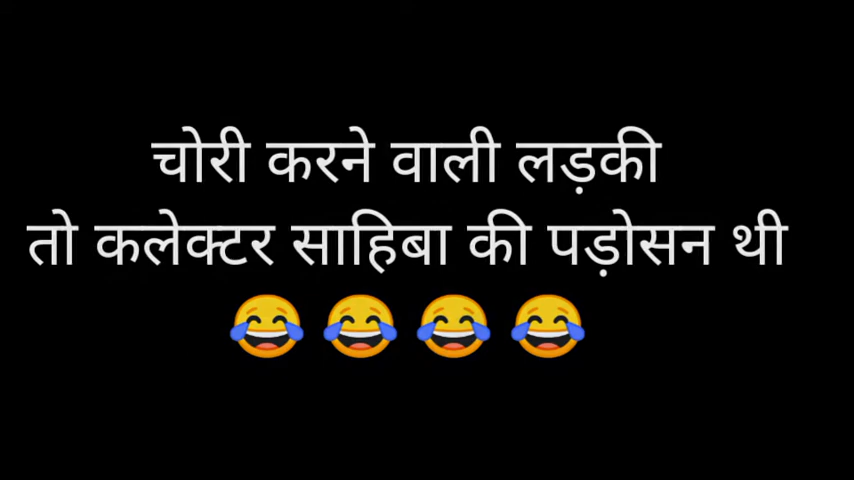 चोरी करने वाली लड़की
तो कलेक्टर साहिबा की पड़ोसन थी
😂 😂 😂 😂